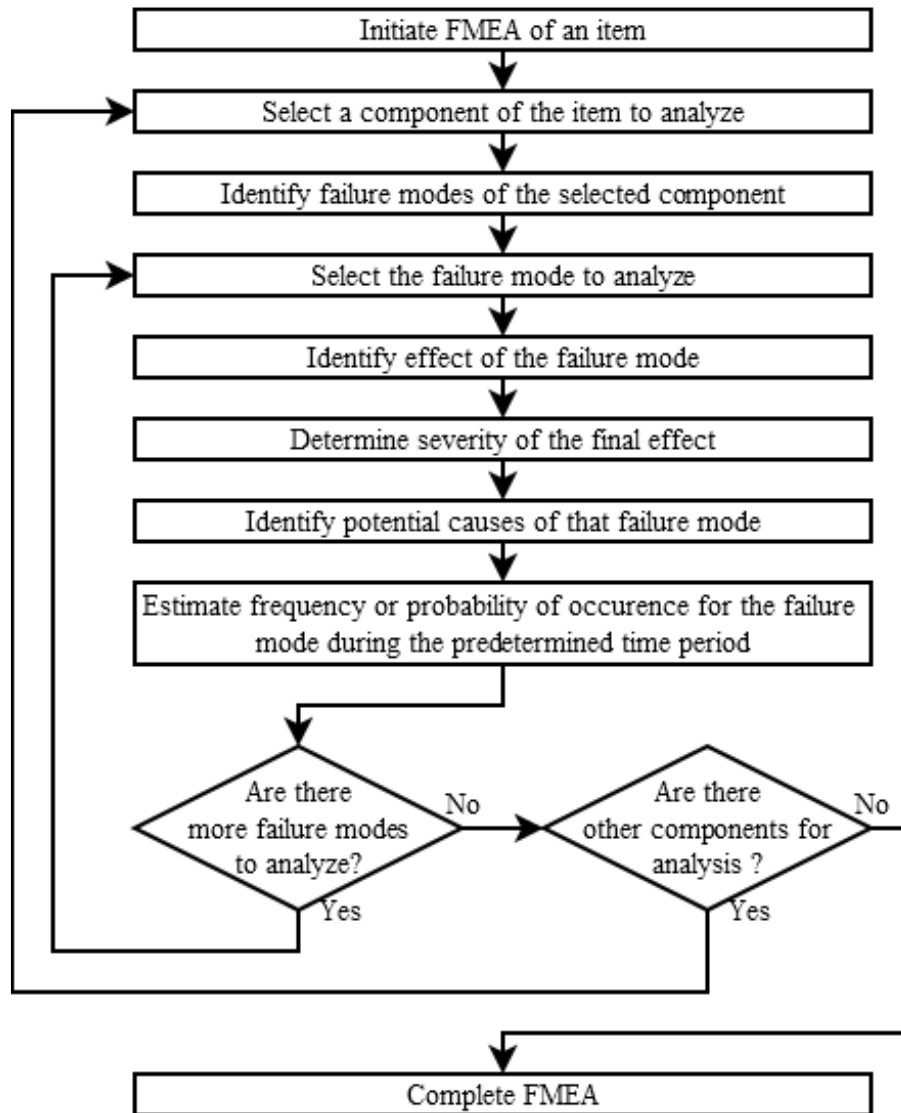 Initiate FMEA of an item
Select a component of the item to analyze
Identify failure modes of the selected component
Select the failure mode to analyze
Identify effect of the failure mode
Determine severity of the final effect
Identify potential causes of that failure mode
Estimate frequency or probability of occurence for the failure
mode during the predetermined time period
Are there
more failure modes
to analyze?
No
Yes
Are there
other components for
analysis ?
No
Yes
Complete FMEA